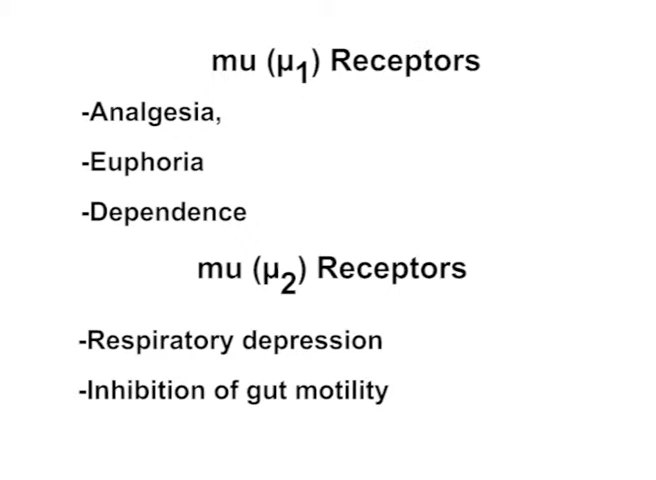 mu (μ1) Receptors
-Analgesia,
-Euphoria
-Dependence
mu (μ2) Receptors
-Respiratory depression
-Inhibition of gut motility